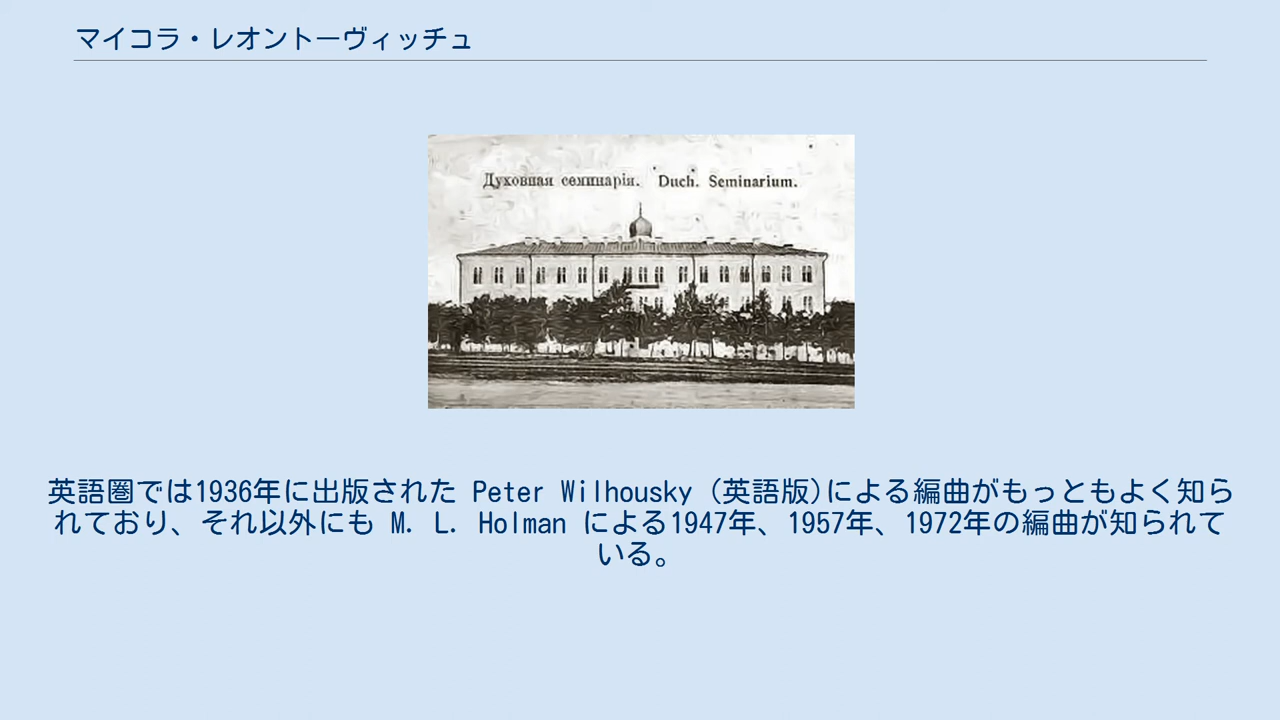 マイコラ・レオントーヴィッチュ
Духовная семинарія. Duch. Seminarium.
英語圏では1936年に出版された Peter Wilhousky (英語版)による編曲がもっともよく知ら
れており、それ以外にも M. L. Holman による1947年、1957年、1972年の編曲が知られて
いる。